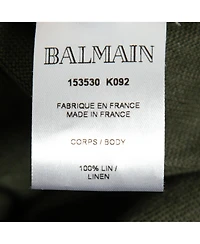 BALMAIN
153530 K092
FABRIQUE EN FRANCE
MADE IN FRANCE
CORPS / BODY
100% LIN /
LINEN